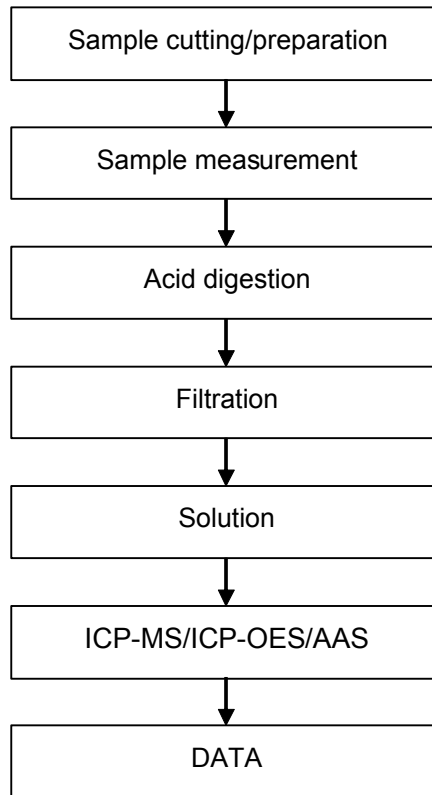 Sample cutting/preparation
Sample measurement
Acid digestion
Filtration
Solution
ICP-MS/ICP-OES/AAS
DATA